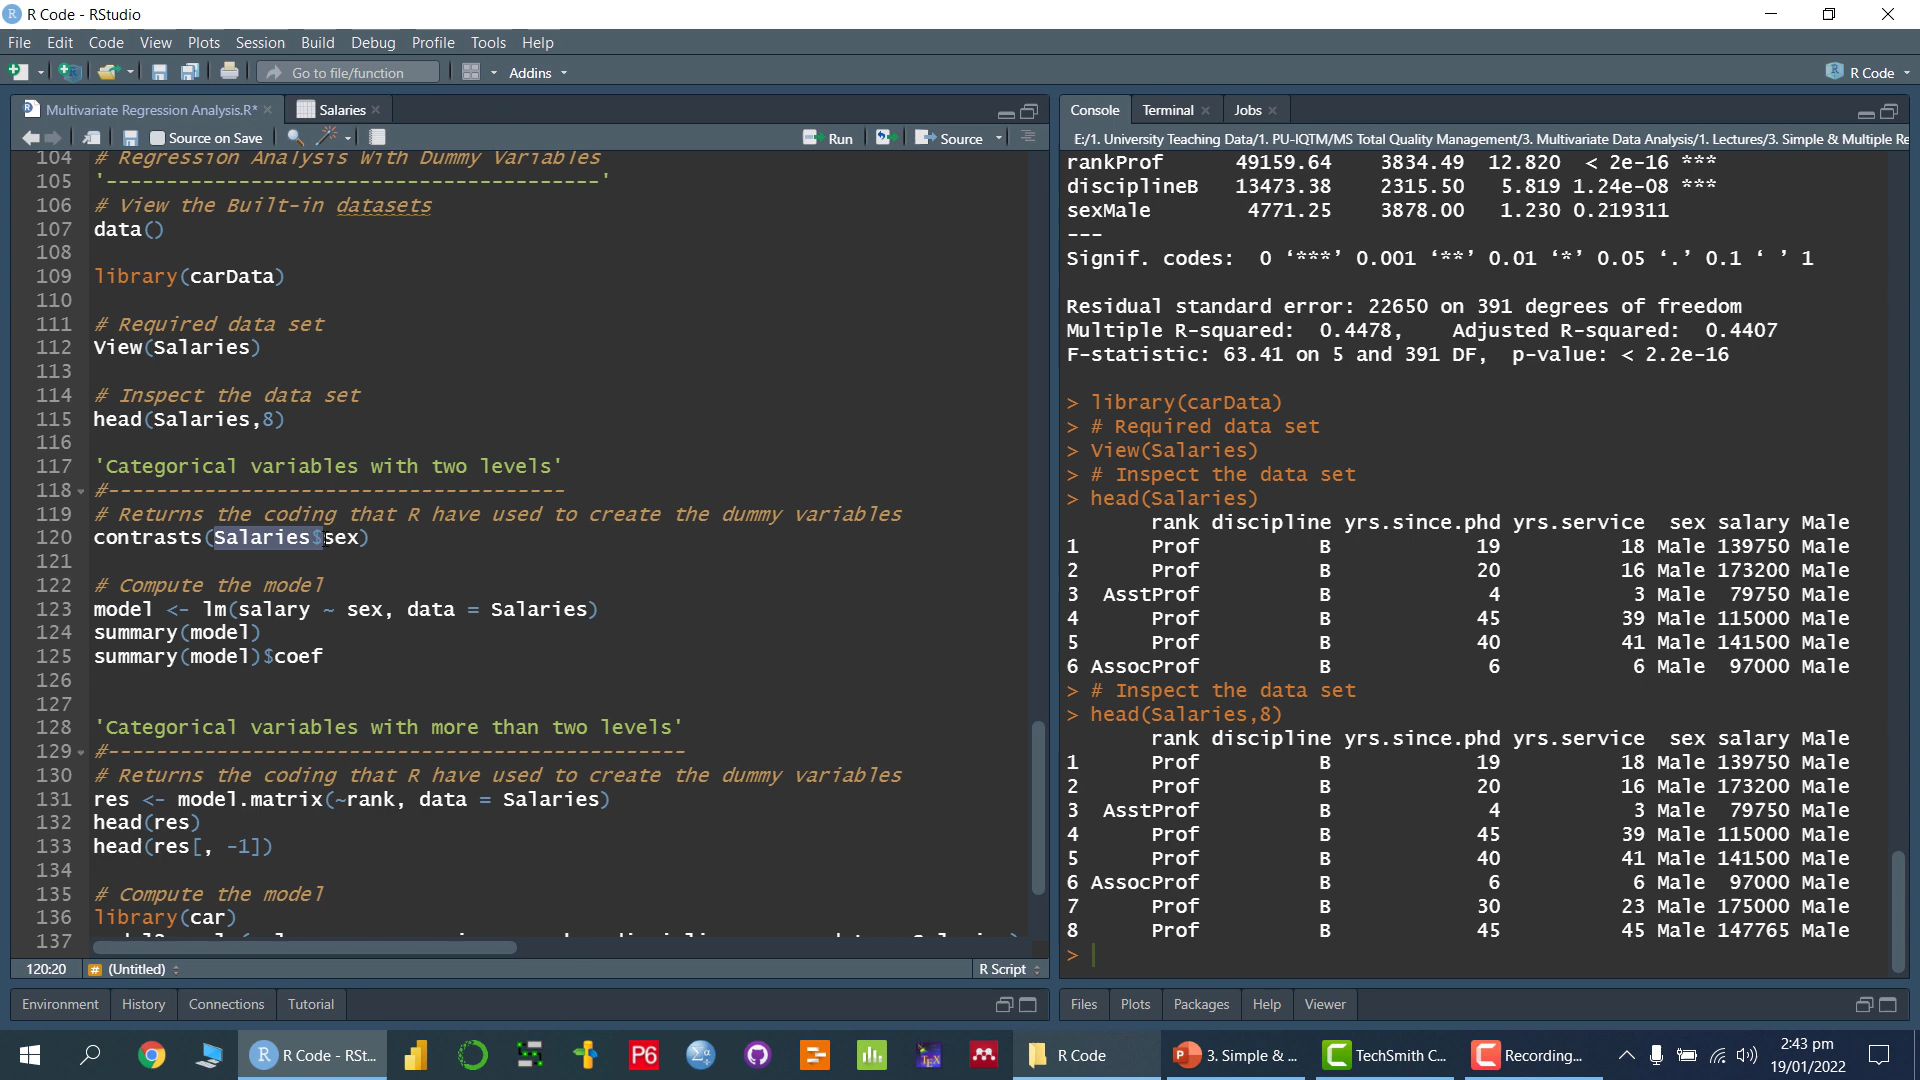 R Code - RStudio
File Edit Code View Plots Session Build Debug Profile Tools Help
Go to file/function Addins R Code
Multivariate Regression Analysis.R* Salaries
Source on Save Run Source
104 # Regression Analysis With Dummy Variables
105 '-----------------------------------------'
106 # View the Built-in datasets
107 data()
108
109 library(carData)
110
111 # Required data set
112 View(Salaries)
113
114 # Inspect the data set
115 head(Salaries,8)
116
117 'Categorical variables with two levels'
118 #--------------------------------------
119 # Returns the coding that R have used to create the dummy variables
120 contrasts(Salaries$sex)
121
122 # Compute the model
123 model <- lm(salary ~ sex, data = Salaries)
124 summary(model)
125 summary(model)$coef
126
127
128 'Categorical variables with more than two levels'
129 #------------------------------------------------
130 # Returns the coding that R have used to create the dummy variables
131 res <- model.matrix(~rank, data = Salaries)
132 head(res)
133 head(res[, -1])
134
135 # Compute the model
136 library(car)
137
120:20 # (Untitled) R Script
Environment History Connections Tutorial
Console Terminal Jobs
E:/1. University Teaching Data/1. PU-IQTM/MS Total Quality Management/3. Multivariate Data Analysis/1. Lectures/3. Simple & Multiple Re
rankProf 49159.64 3834.49 12.820 < 2e-16 ***
disciplineB 13473.38 2315.50 5.819 1.24e-08 ***
sexMale 4771.25 3878.00 1.230 0.219311
---
Signif. codes: 0 ‘***’ 0.001 ‘**’ 0.01 ‘*’ 0.05 ‘.’ 0.1 ‘ ’ 1
Residual standard error: 22650 on 391 degrees of freedom
Multiple R-squared: 0.4478, Adjusted R-squared: 0.4407
F-statistic: 63.41 on 5 and 391 DF, p-value: < 2.2e-16
> library(carData)
> # Required data set
> View(Salaries)
> # Inspect the data set
> head(Salaries)
rank discipline yrs.since.phd yrs.service sex salary Male
1 Prof B 19 18 Male 139750 Male
2 Prof B 20 16 Male 173200 Male
3 AsstProf B 4 3 Male 79750 Male
4 Prof B 45 39 Male 115000 Male
5 Prof B 40 41 Male 141500 Male
6 AssocProf B 6 6 Male 97000 Male
> # Inspect the data set
> head(Salaries,8)
rank discipline yrs.since.phd yrs.service sex salary Male
1 Prof B 19 18 Male 139750 Male
2 Prof B 20 16 Male 173200 Male
3 AsstProf B 4 3 Male 79750 Male
4 Prof B 45 39 Male 115000 Male
5 Prof B 40 41 Male 141500 Male
6 AssocProf B 6 6 Male 97000 Male
7 Prof B 30 23 Male 175000 Male
8 Prof B 45 45 Male 147765 Male
>
Files Plots Packages Help Viewer
R Code - RSt... P6 R Code 3. Simple & ... TechSmith C... Recording...
2:43 pm
19/01/2022